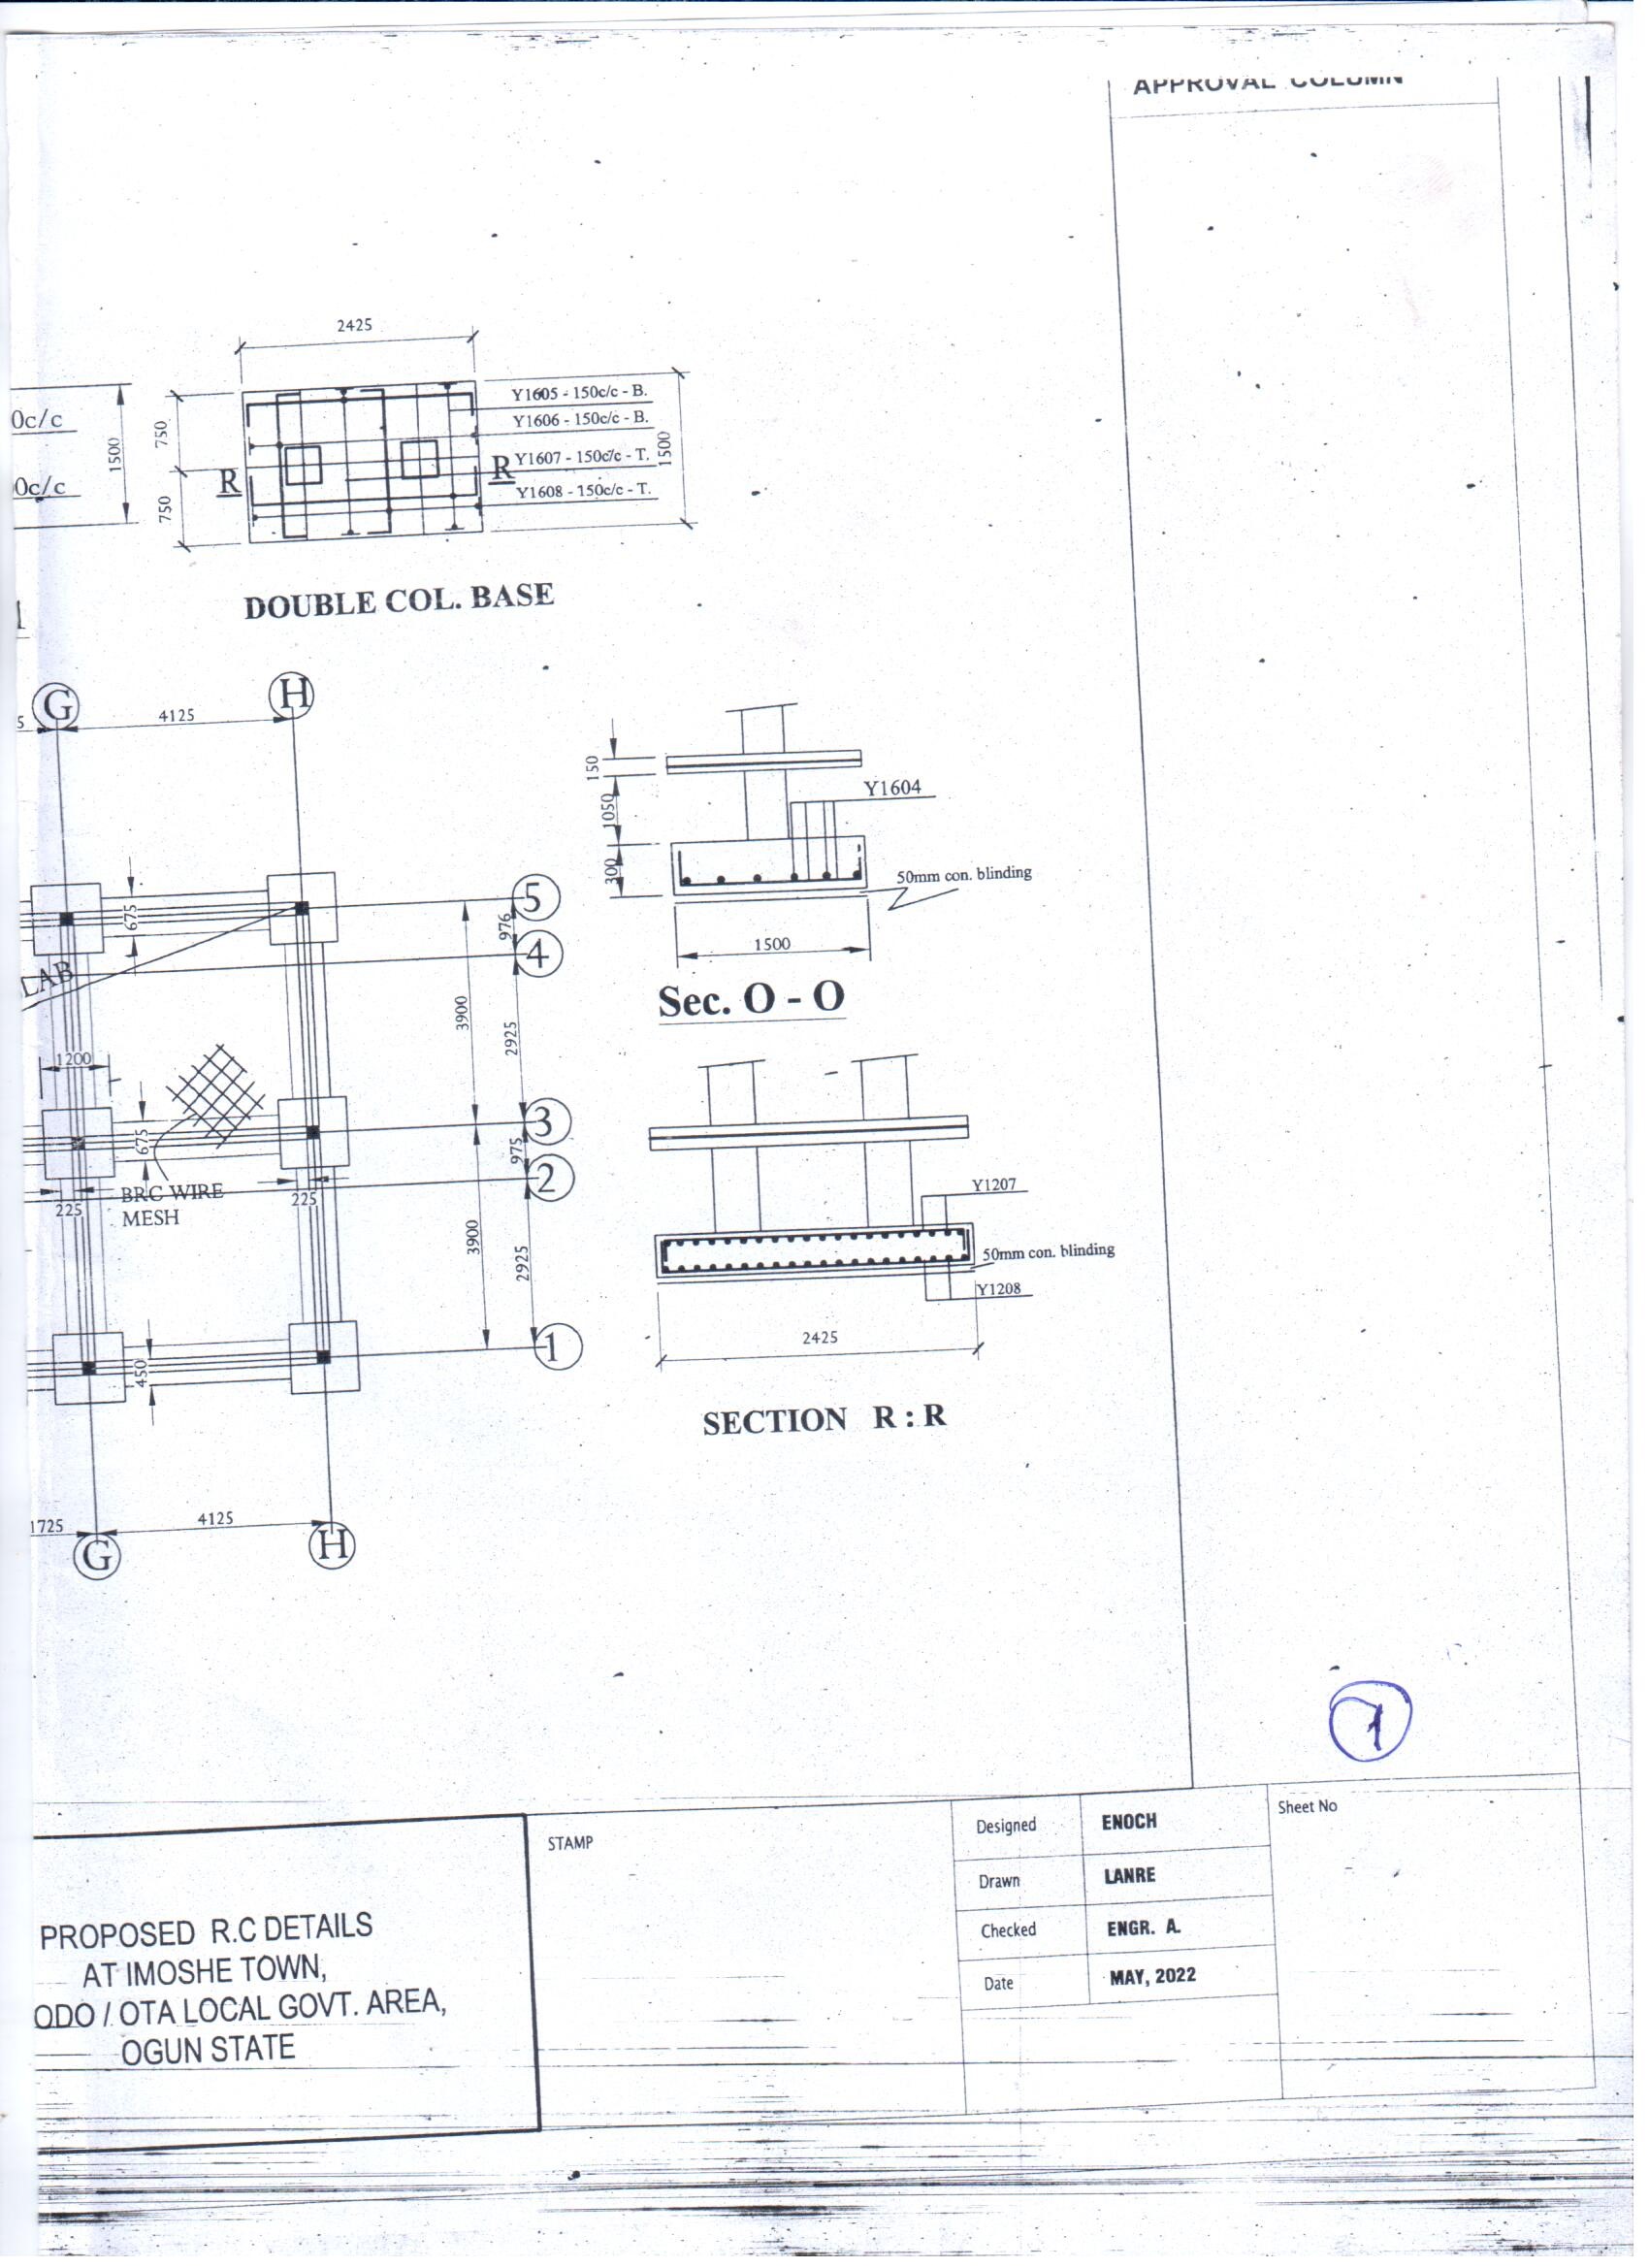 APPROVAL COLUMN
2425
0c/c
0c/c
1500
750
750
R
R
Y1605 - 150c/c - B.
Y1606 - 150c/c - B.
Y1607 - 150c/c - T.
Y1608 - 150c/c - T.
1500
DOUBLE COL. BASE
1
G
H
5
4125
675
LAB
1200
675
BRC WIRE
MESH
225
225
450
3900
3900
976
2925
975
2925
5
4
3
2
1
1725
4125
G
H
150
1050
300
Y1604
50mm con. blinding
1500
Sec. O - O
Y1207
50mm con. blinding
Y1208
2425
SECTION R : R
7
PROPOSED R.C DETAILS
AT IMOSHE TOWN,
ODO / OTA LOCAL GOVT. AREA,
OGUN STATE
STAMP
Designed ENOCH
Drawn LANRE
Checked ENGR. A.
Date MAY, 2022
Sheet No